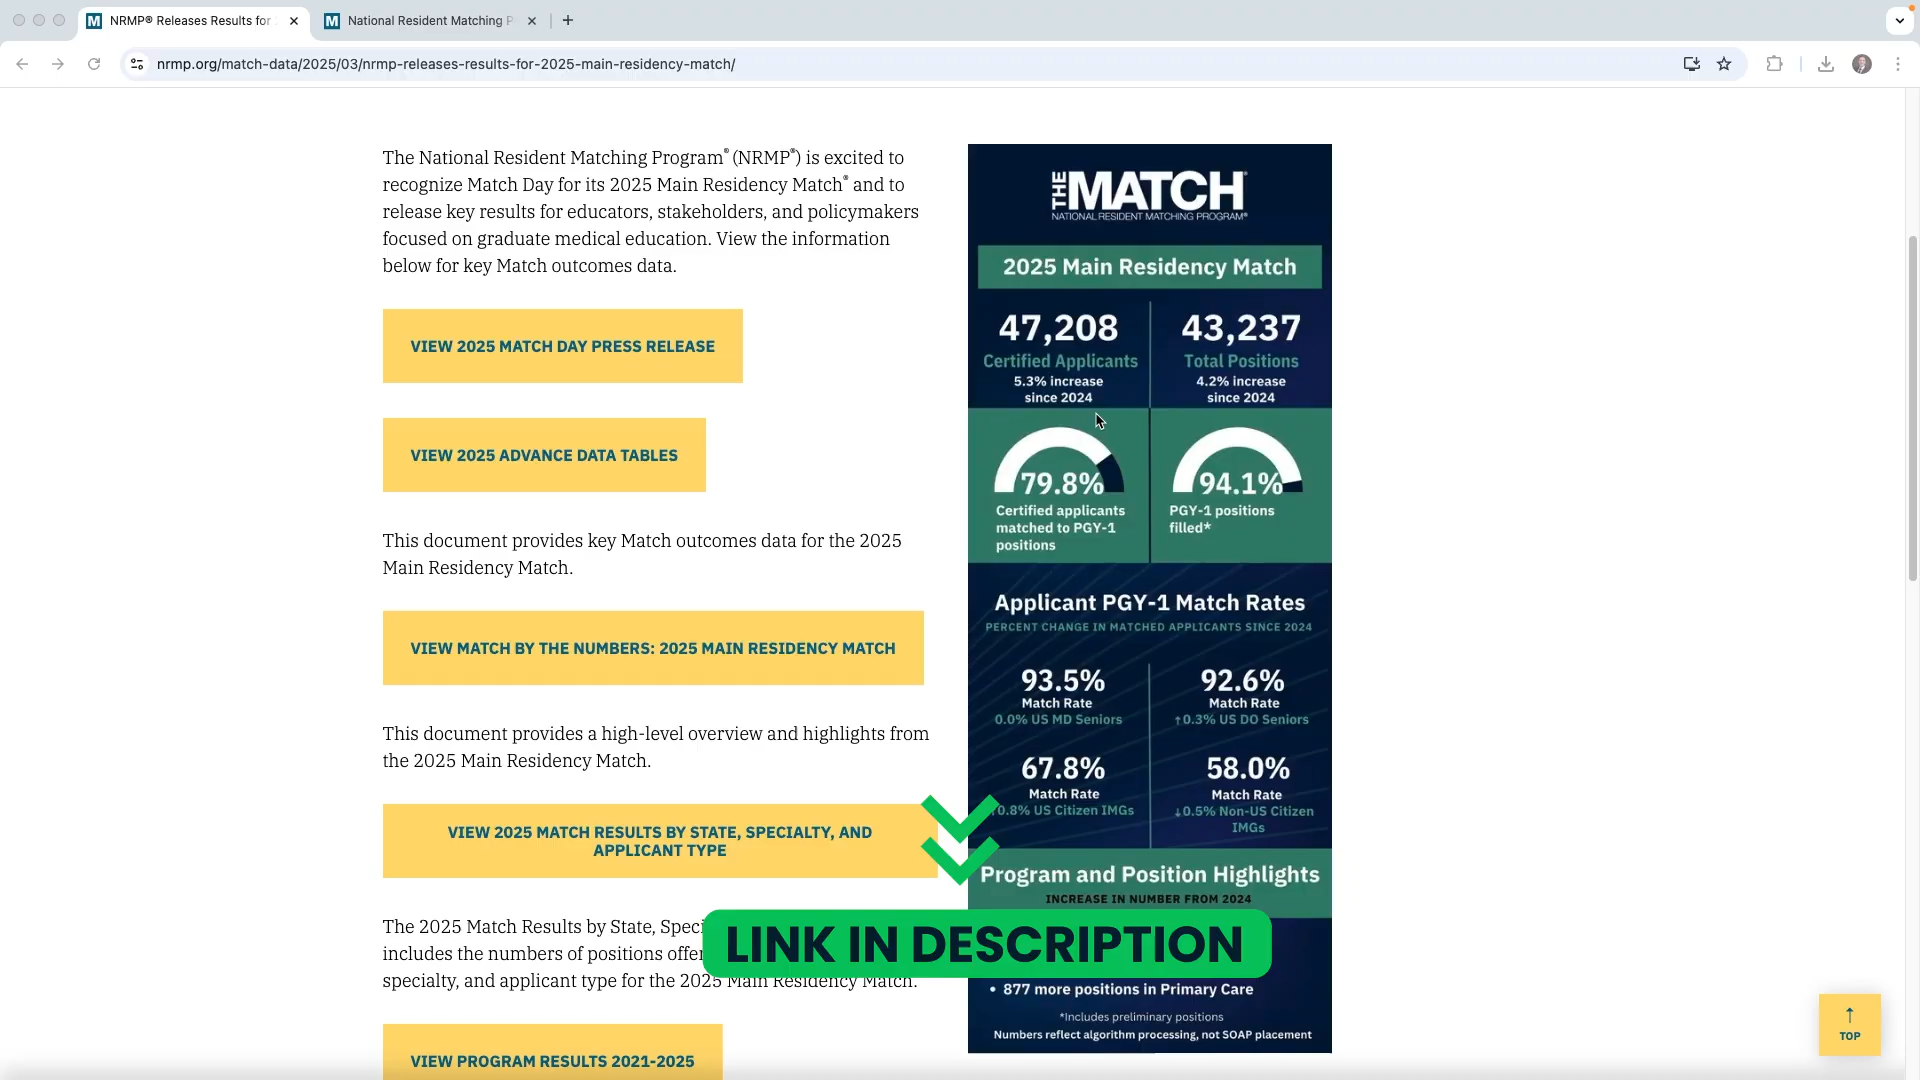 NRMP® Releases Results for
National Resident Matching P
nrmp.org/match-data/2025/03/nrmp-releases-results-for-2025-main-residency-match/
The National Resident Matching Program® (NRMP®) is excited to
recognize Match Day for its 2025 Main Residency Match® and to
release key results for educators, stakeholders, and policymakers
focused on graduate medical education. View the information
below for key Match outcomes data.
VIEW 2025 MATCH DAY PRESS RELEASE
VIEW 2025 ADVANCE DATA TABLES
This document provides key Match outcomes data for the 2025
Main Residency Match.
VIEW MATCH BY THE NUMBERS: 2025 MAIN RESIDENCY MATCH
This document provides a high-level overview and highlights from
the 2025 Main Residency Match.
VIEW 2025 MATCH RESULTS BY STATE, SPECIALTY, AND
APPLICANT TYPE
The 2025 Match Results by State,
includes the numbers of positions
specialty, and applicant type for the 2025 Main Residency Match.
VIEW PROGRAM RESULTS 2021-2025
THE MATCH
NATIONAL RESIDENT MATCHING PROGRAM®
2025 Main Residency Match
47,208
Certified Applicants
5.3% increase
since 2024
43,237
Total Positions
4.2% increase
since 2024
79.8%
Certified applicants
matched to PGY-1
positions
94.1%
PGY-1 positions
filled*
Applicant PGY-1 Match Rates
PERCENT CHANGE IN MATCHED APPLICANTS SINCE 2024
93.5%
Match Rate
0.0% US MD Seniors
92.6%
Match Rate
↑0.3% US DO Seniors
67.8%
Match Rate
0.8% US Citizen IMGs
58.0%
Match Rate
↓0.5% Non-US Citizen
IMGs
Program and Position Highlights
INCREASE IN NUMBER FROM 2024
LINK IN DESCRIPTION
• 877 more positions in Primary Care
*Includes preliminary positions
Numbers reflect algorithm processing, not SOAP placement
↑
TOP